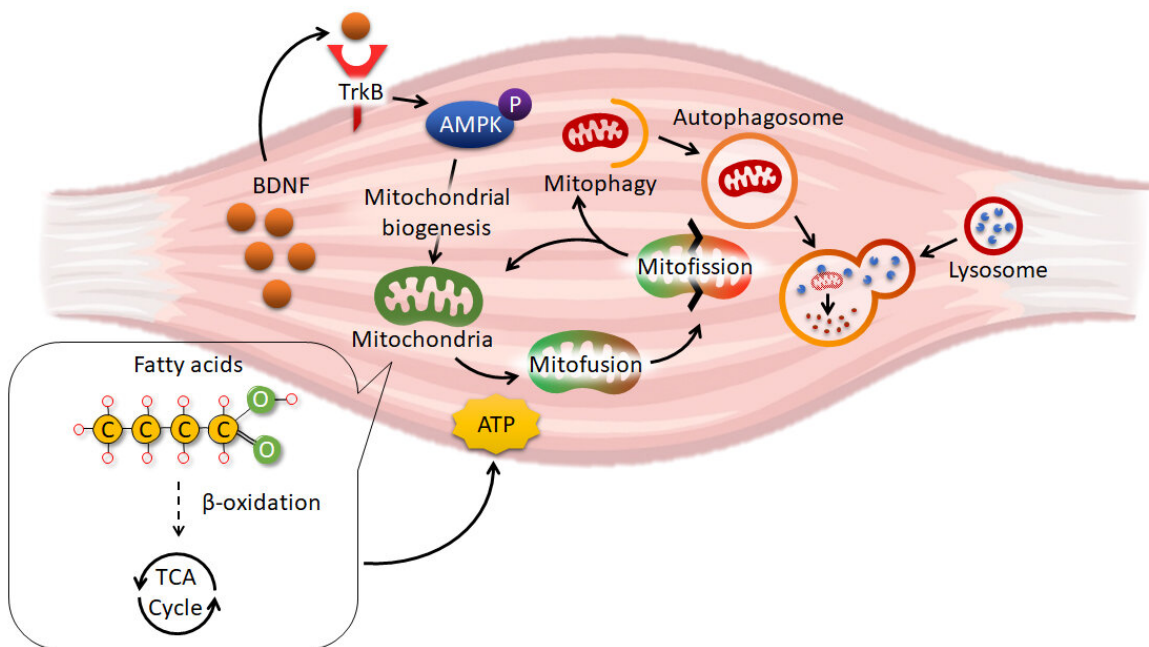 TrkB
P
AMPK
BDNF
Mitochondrial
biogenesis
Mitophagy
Autophagosome
Mitofission
Lysosome
Mitochondria
Mitofusion
ATP
Fatty acids
O
C C C C
O
β-oxidation
TCA
Cycle